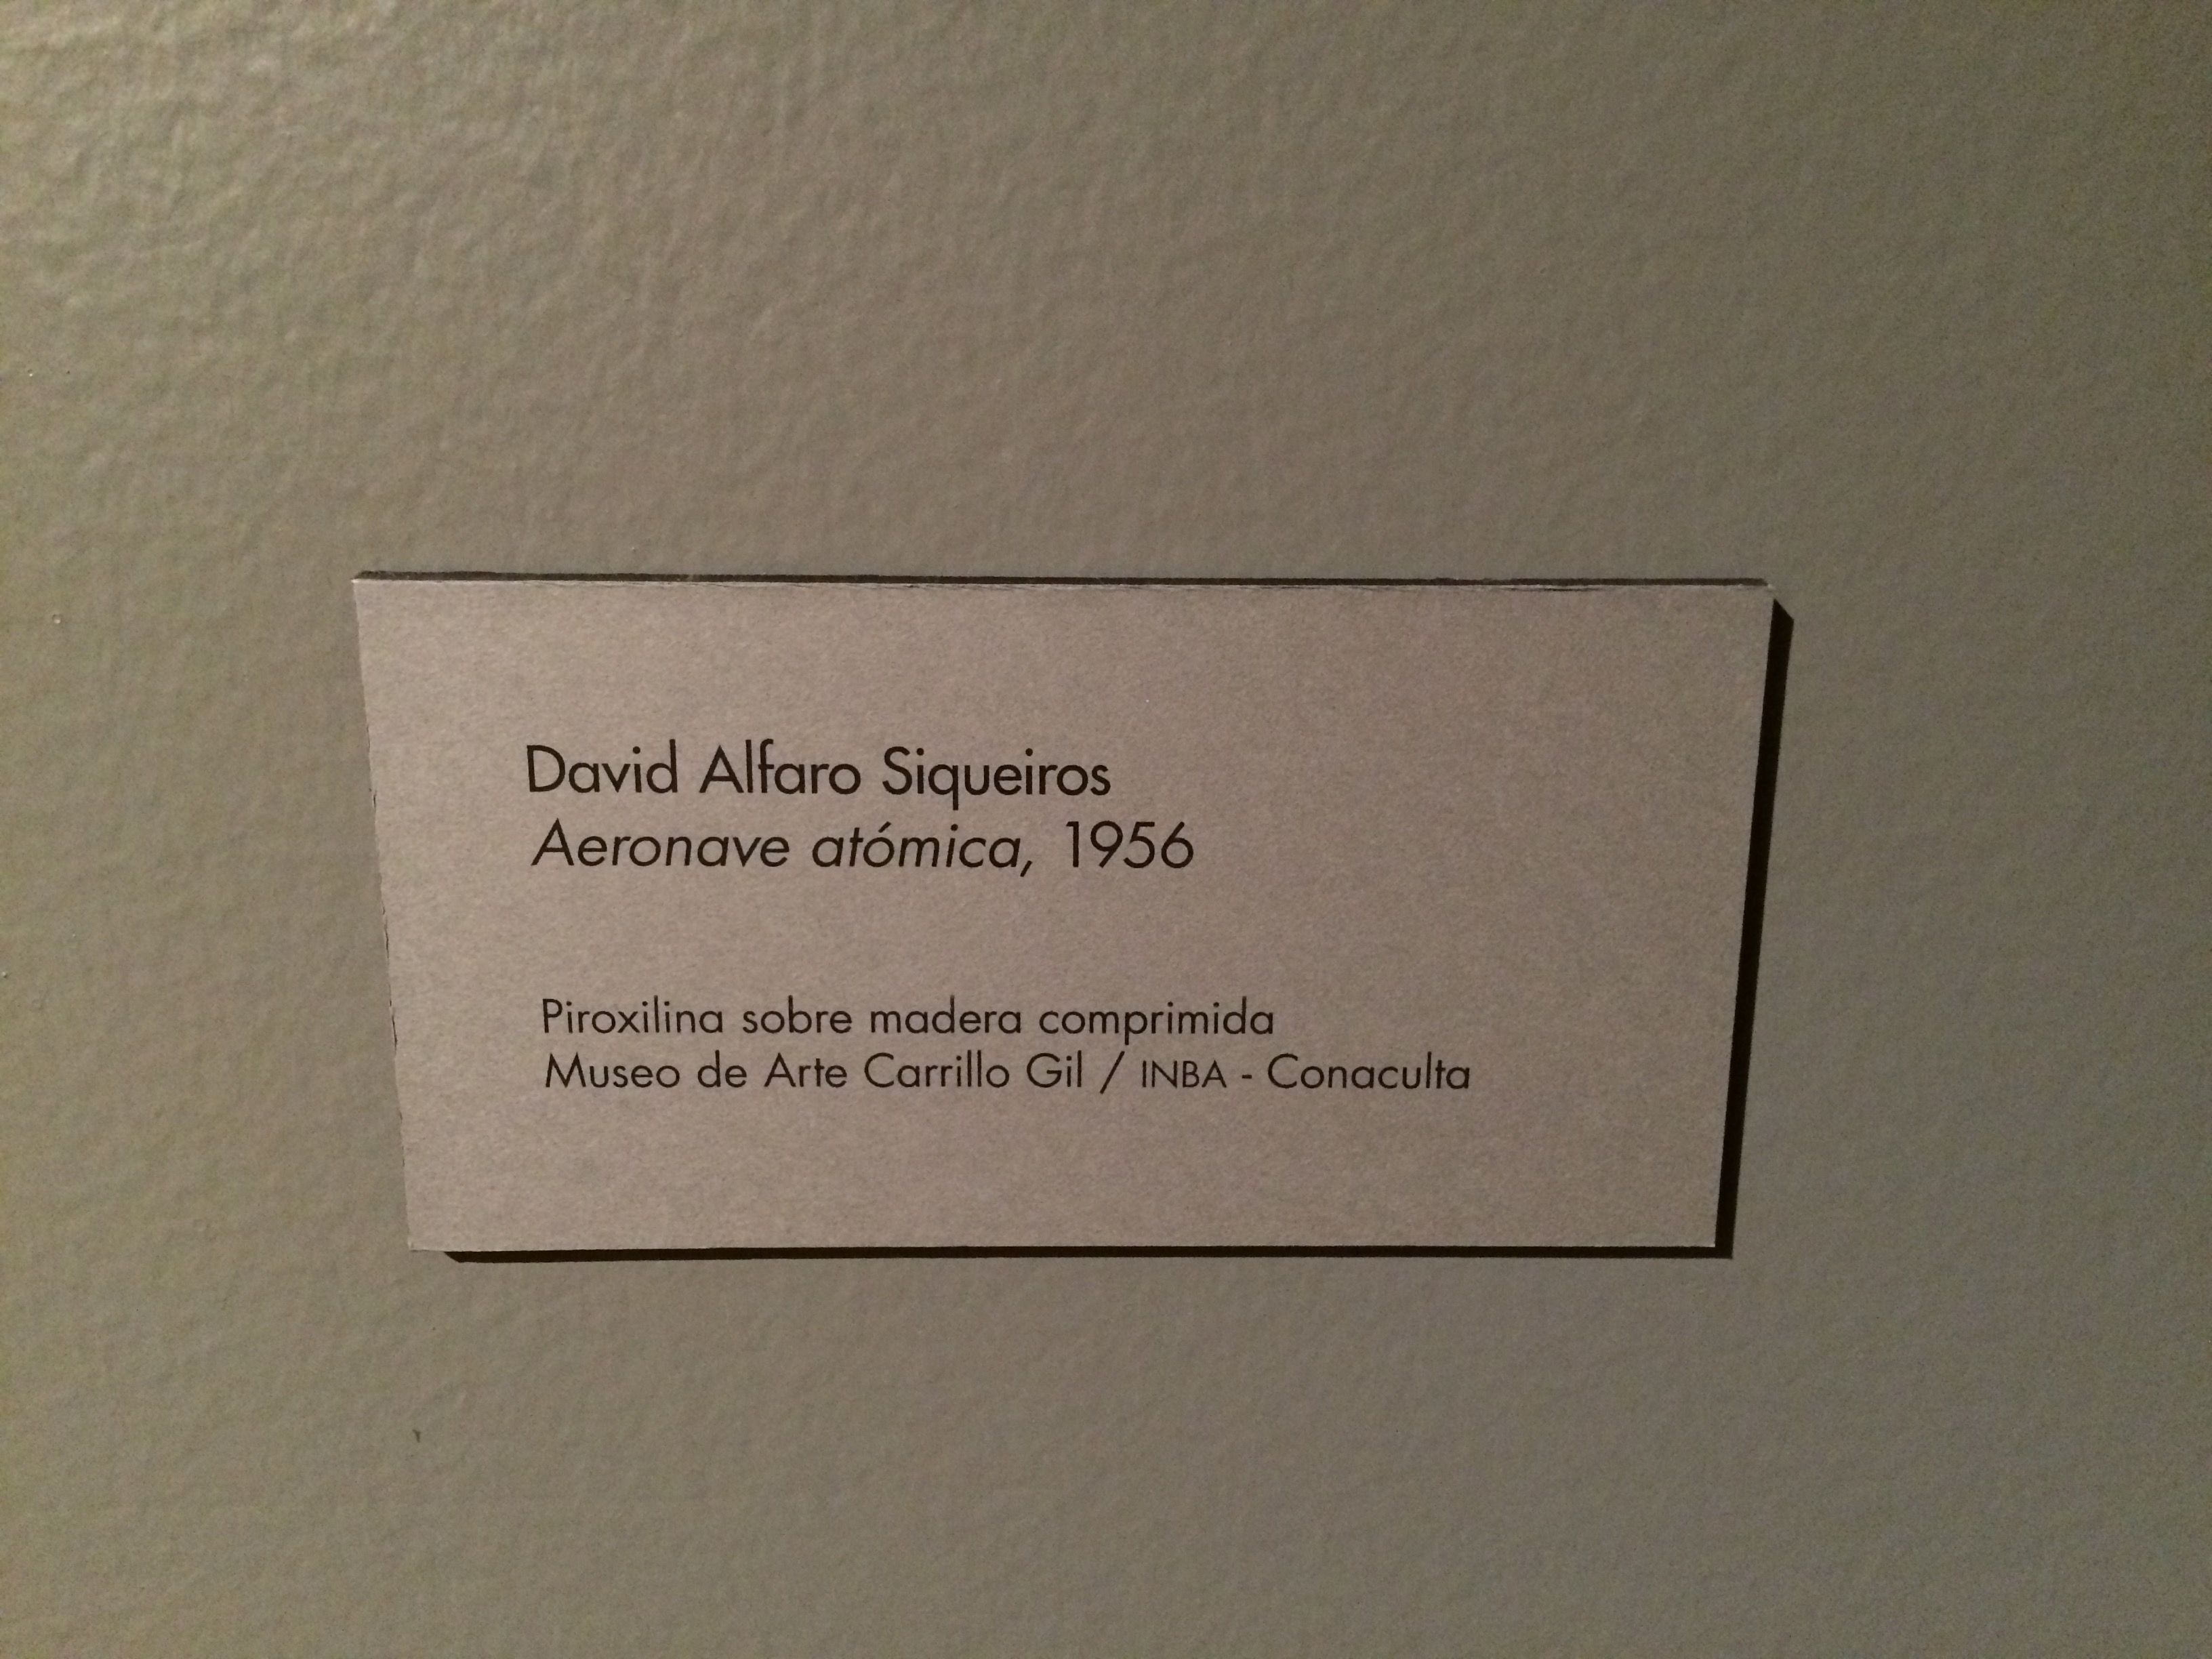 David Alfaro Siqueiros
Aeronave atómica, 1956
Piroxilina sobre madera comprimida
Museo de Arte Carrillo Gil / INBA - Conaculta